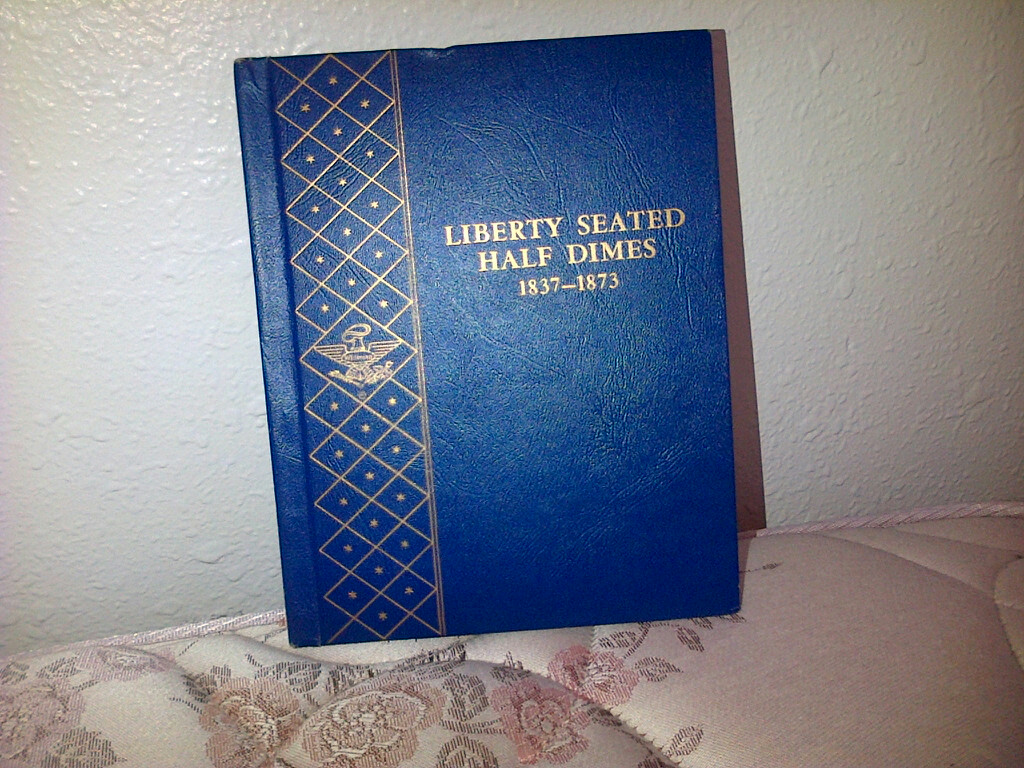 LIBERTY SEATED
HALF DIMES
1837–1873